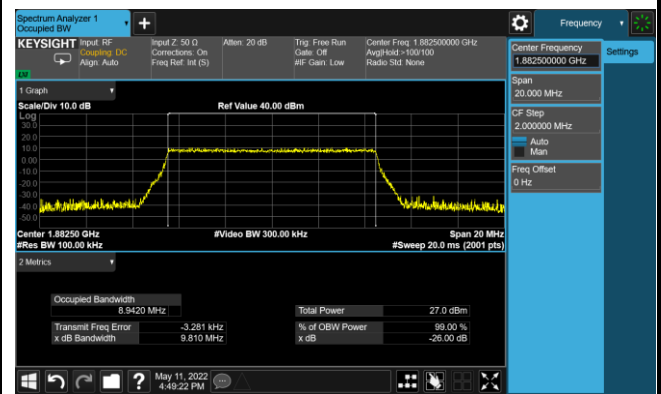 Spectrum Analyzer 1
Occupied BW
+
Frequency
KEYSIGHT
Input: RF
Coupling: DC
Align: Auto
Input Z: 50 Ω
Corrections: On
Freq Ref: Int (S)
Atten: 20 dB
Trig: Free Run
Gate: Off
#IF Gain: Low
Center Freq: 1.882500000 GHz
Avg|Hold:>100/100
Radio Std: None
Center Frequency
1.882500000 GHz
Settings
Span
20.000 MHz
CF Step
2.000000 MHz
Auto
Man
Freq Offset
0 Hz
1 Graph
Scale/Div 10.0 dB
Ref Value 40.00 dBm
Log
30.0
20.0
10.0
0.00
-10.0
-20.0
-30.0
-40.0
-50.0
Center 1.88250 GHz
#Video BW 300.00 kHz
Span 20 MHz
#Res BW 100.00 kHz
#Sweep 20.0 ms (2001 pts)
2 Metrics
Occupied Bandwidth
8.9420 MHz
Total Power
27.0 dBm
Transmit Freq Error
-3.281 kHz
% of OBW Power
99.00 %
x dB Bandwidth
9.810 MHz
x dB
-26.00 dB
?
May 11, 2022
4:49:22 PM